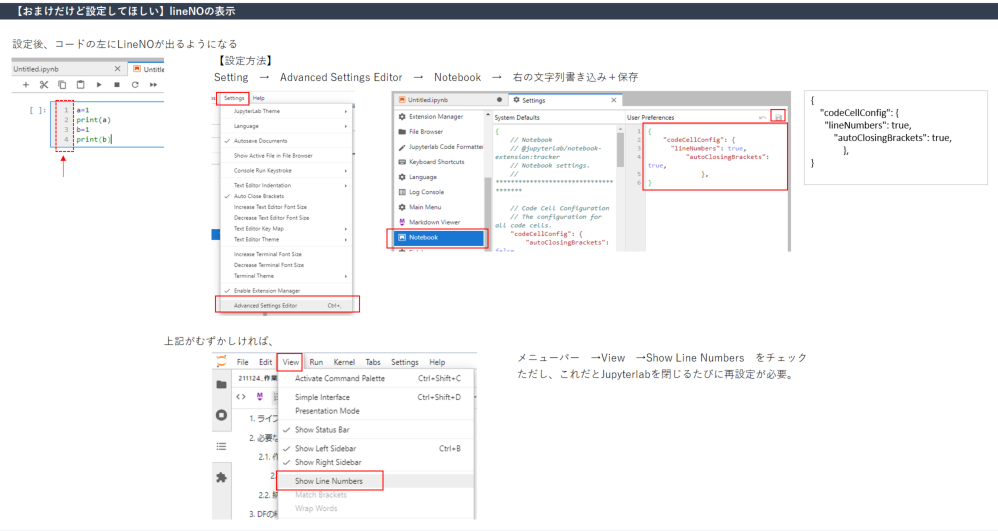 【おまけだけど設定してほしい】lineNOの表示
設定後、コードの左にLineNOが出るようになる
Untitled.ipynb
[ ]:
1 a=1
2 print(a)
3 b=1
4 print(b)
【設定方法】
Setting → Advanced Settings Editor → Notebook → 右の文字列書き込み＋保存
Settings Help
JupyterLab Theme
Language
Autosave Documents
Show Active File in File Browser
Console Run Keystroke
Text Editor Indentation
Auto Close Brackets
Increase Text Editor Font Size
Decrease Text Editor Font Size
Text Editor Key Map
Text Editor Theme
Increase Terminal Font Size
Decrease Terminal Font Size
Terminal Theme
Enable Extension Manager
Advanced Settings Editor Ctrl+,
Untitled.ipynb
Settings
Extension Manager
File Browser
Jupyterlab Code Formatter
Keyboard Shortcuts
Language
Log Console
Main Menu
Markdown Viewer
Notebook
System Defaults
{
// Notebook
// @jupyterlab/notebook-
extension:tracker
// Notebook settings.
//
// Code Cell Configuration
// The configuration for
all code cells.
"codeCellConfig": {
"autoClosingBrackets":
User Preferences
1 {
2 "codeCellConfig": {
3 "lineNumbers": true,
4 "autoClosingBrackets":
true,
5 },
6 }
{
"codeCellConfig": {
"lineNumbers": true,
"autoClosingBrackets": true,
},
}
上記がむずかしければ、
File Edit View Run Kernel Tabs Settings Help
211124_作業
Activate Command Palette Ctrl+Shift+C
Simple Interface Ctrl+Shift+D
Presentation Mode
Show Status Bar
Show Left Sidebar Ctrl+B
Show Right Sidebar
Show Line Numbers
Match Brackets
Wrap Words
1. ライブ
2. 必要な
2.1. 作
2.2.
3. DFの
メニューバー →View →Show Line Numbers をチェック
ただし、これだとJupyterlabを閉じるたびに再設定が必要。